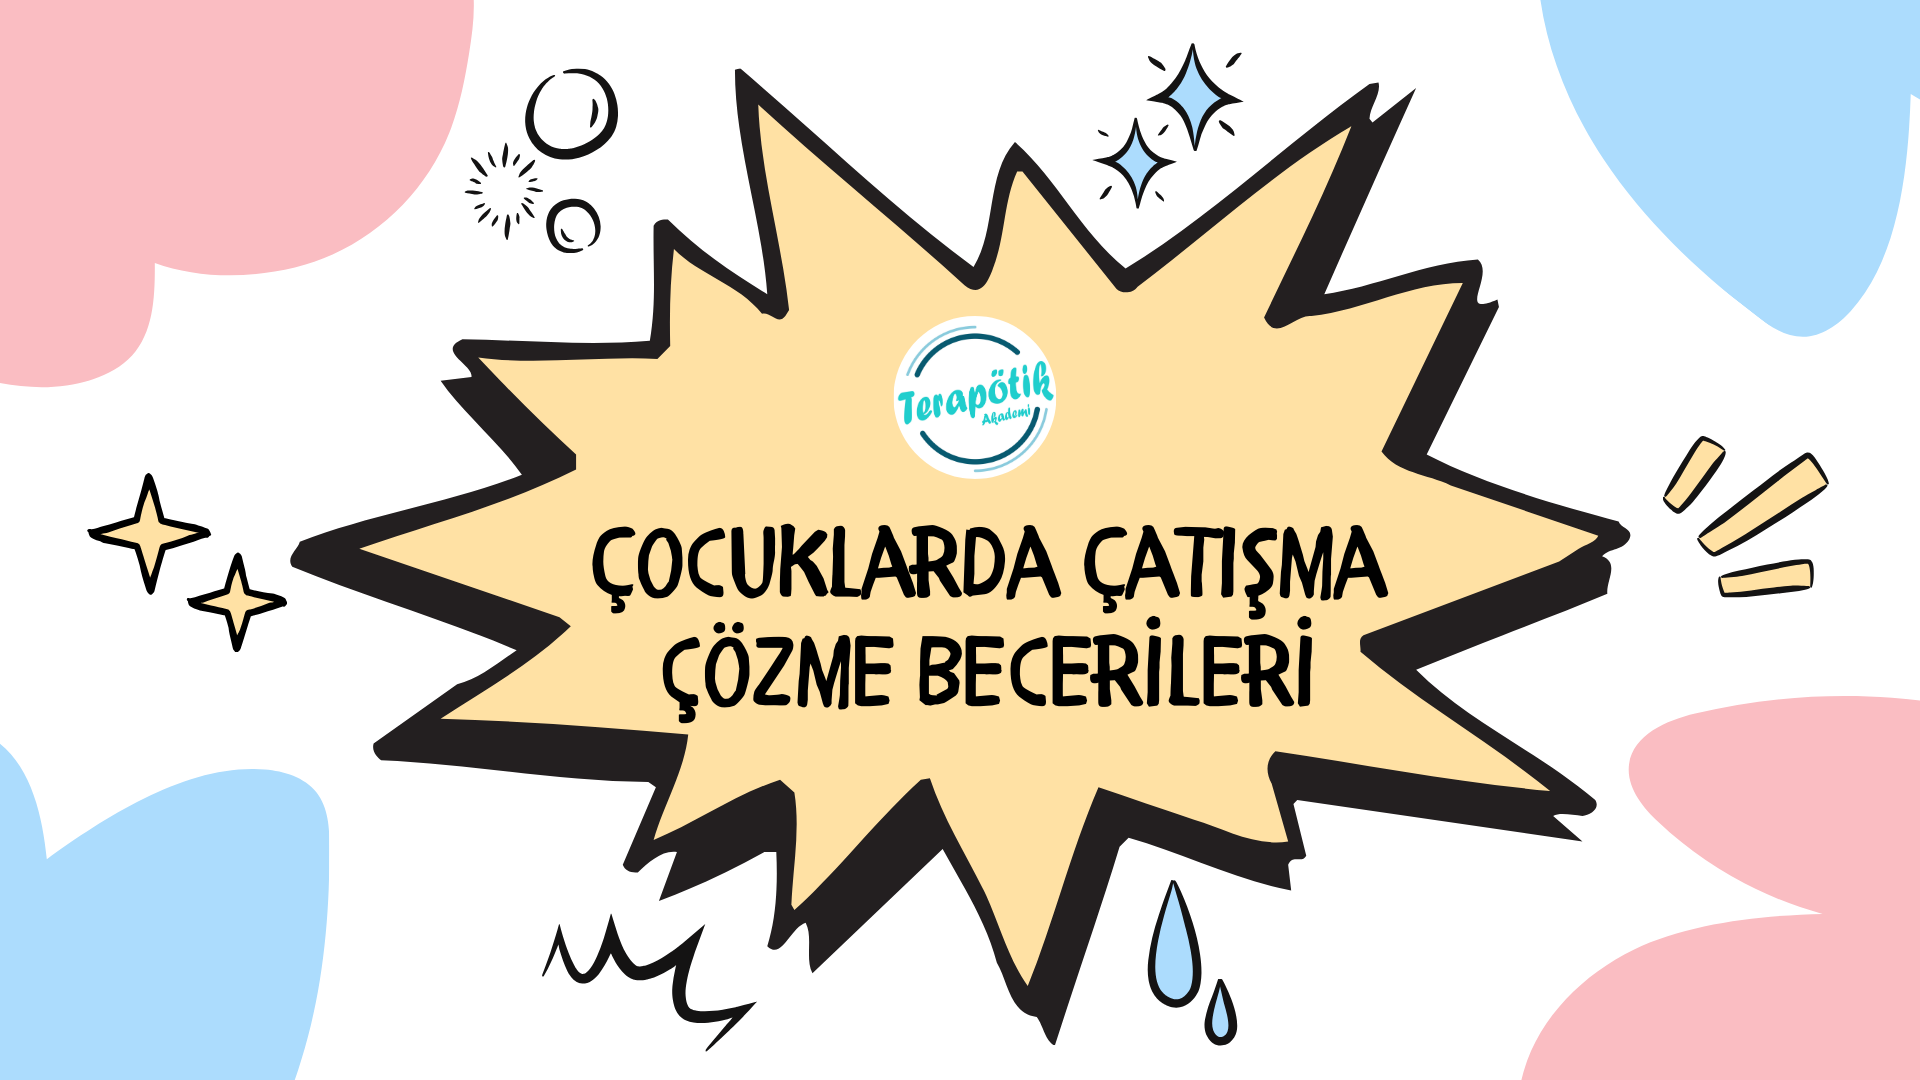 Terapötik
Akademi
ÇOCUKLARDA ÇATIŞMA
ÇÖZME BECERİLERİ